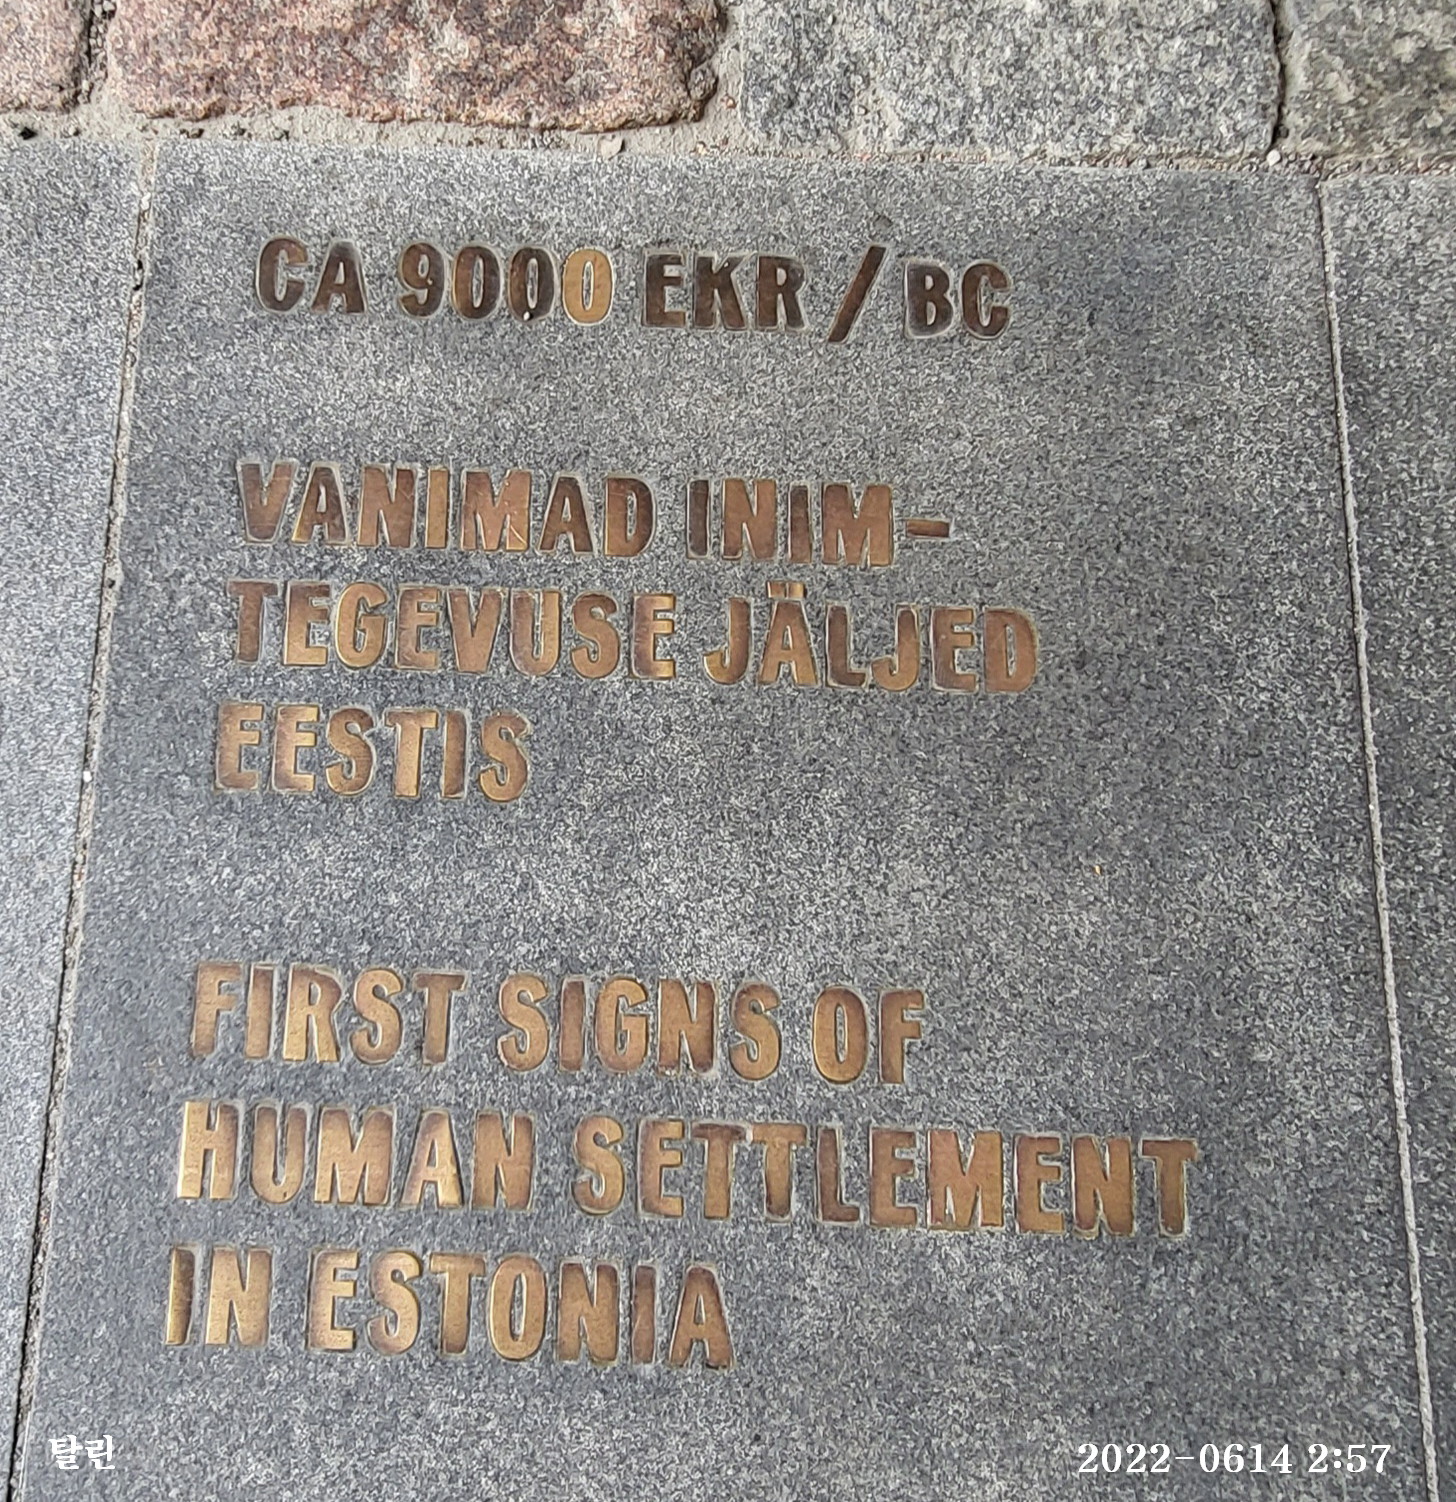 CA 9000 EKR / BC
VANIMAD INIM-
TEGEVUSE JÄLJED
EESTIS
FIRST SIGNS OF
HUMAN SETTLEMENT
IN ESTONIA
탈린
2022-0614 2:57